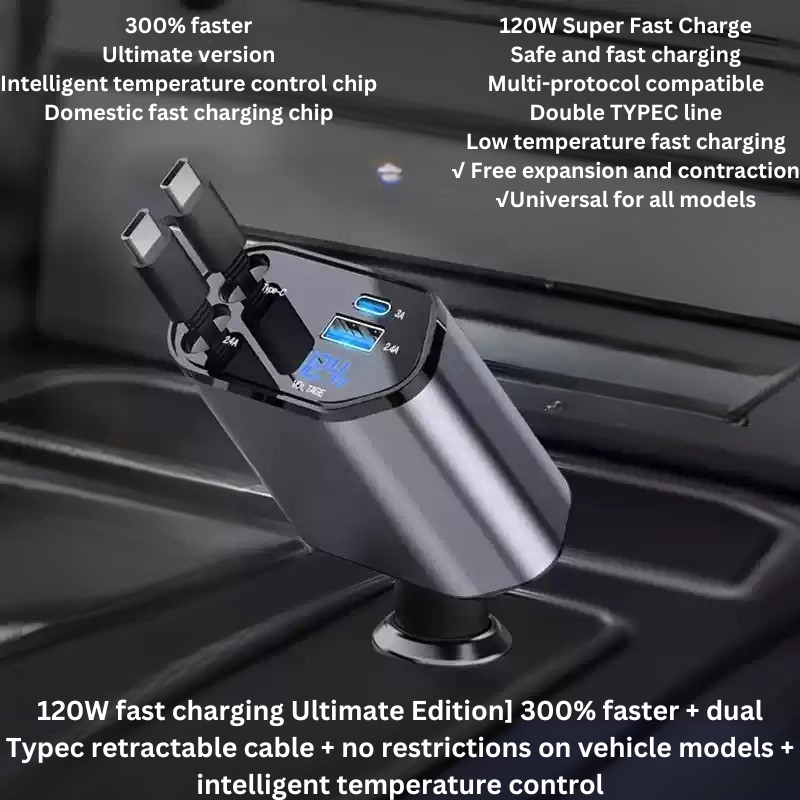 300% faster
Ultimate version
Intelligent temperature control chip
Domestic fast charging chip
120W Super Fast Charge
Safe and fast charging
Multi-protocol compatible
Double TYPEC line
Low temperature fast charging
√ Free expansion and contraction
√Universal for all models
Type-C
3A
2.4A
2.4A
VOLTAGE
120W fast charging Ultimate Edition] 300% faster + dual
Typec retractable cable + no restrictions on vehicle models +
intelligent temperature control